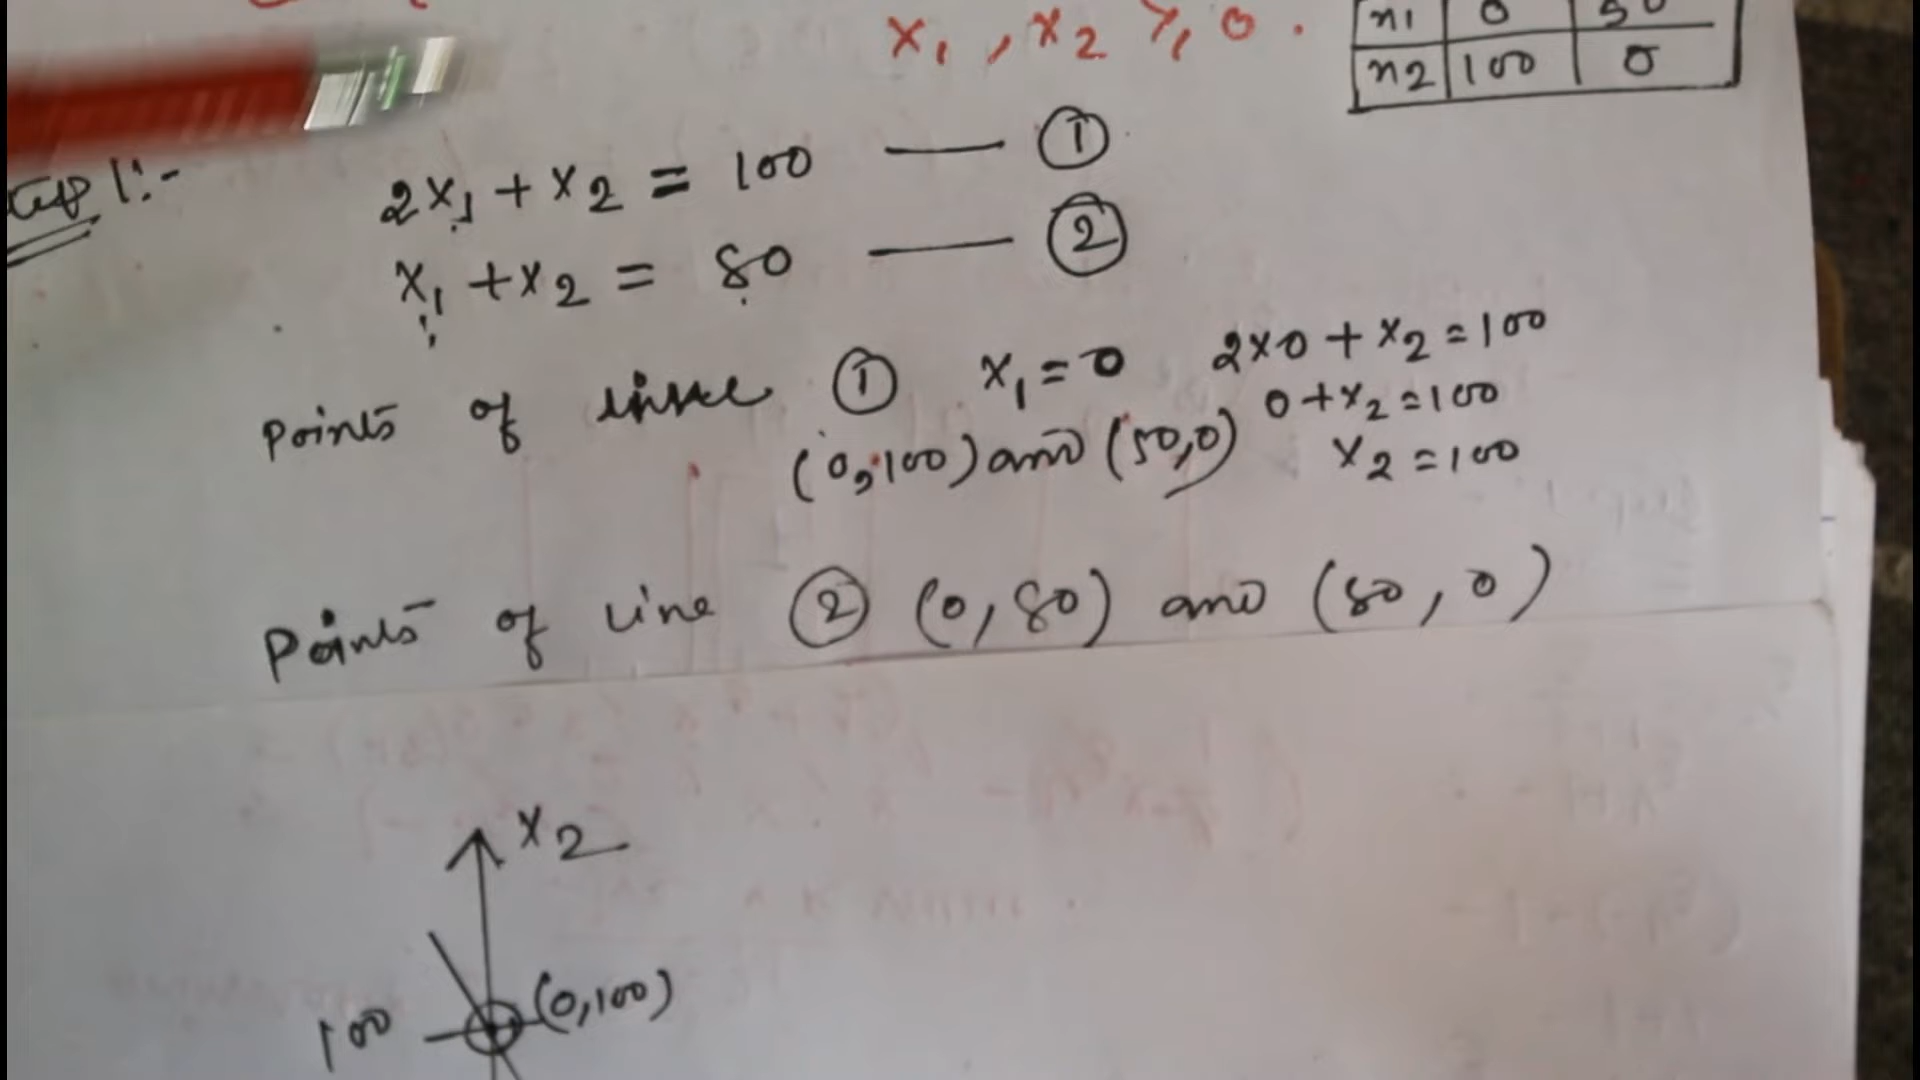 x₁, x₂ ≥ 0.
x1 | 0 | 50
x2 | 100 | 0
Step 1:-
2x₁ + x₂ = 100 — ①
x₁ + x₂ = 80 — ②
Points of line ① x₁ = 0 2×0 + x₂ = 100
0 + x₂ = 100
(0,100) and (50,0) x₂ = 100
Points of line ② (0, 80) and (80, 0)
x₂
100 (0,100)